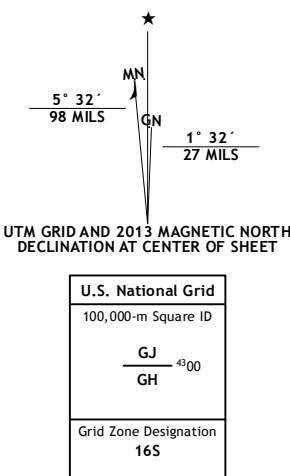 ★
MN
5° 32´
98 MILS
GN
1° 32´
27 MILS
UTM GRID AND 2013 MAGNETIC NORTH
DECLINATION AT CENTER OF SHEET
U.S. National Grid
100,000-m Square ID
GJ
GH
4300
Grid Zone Designation
16S